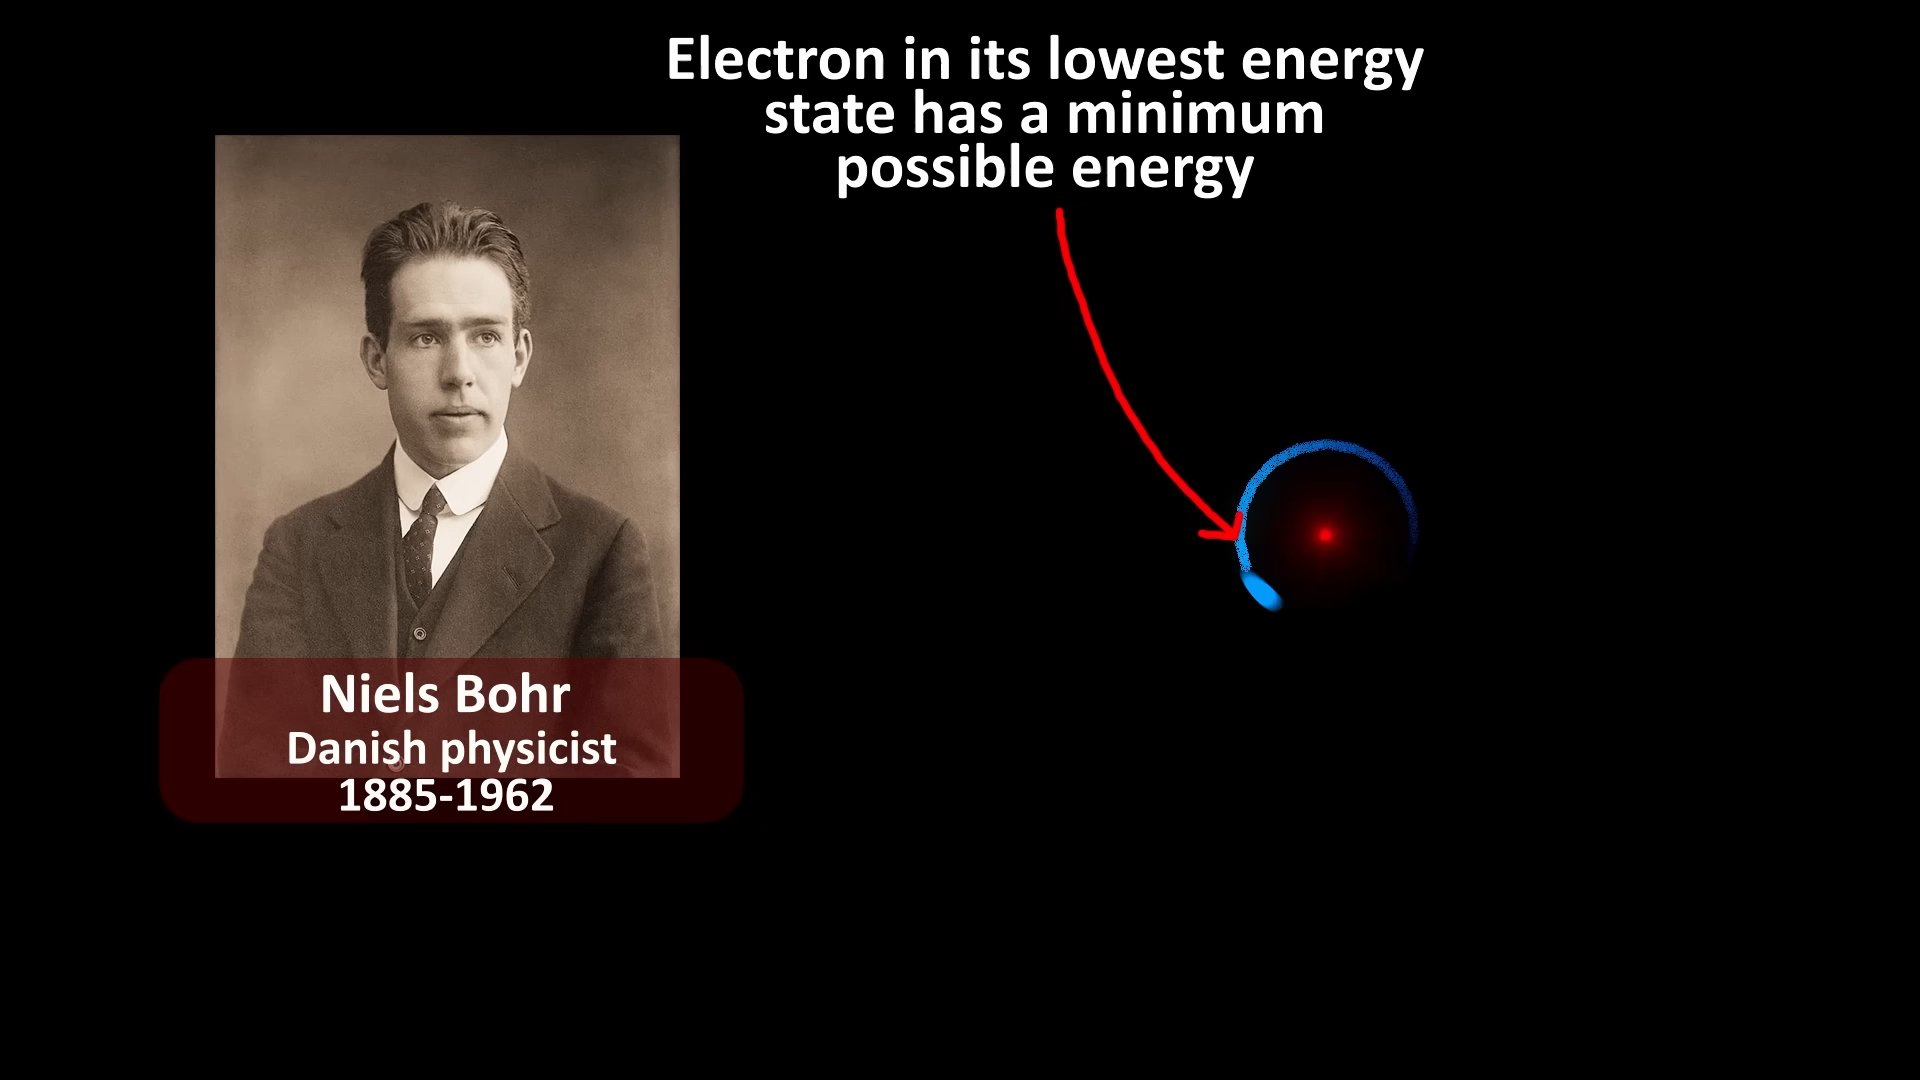 Electron in its lowest energy
state has a minimum
possible energy
Niels Bohr
Danish physicist
1885-1962